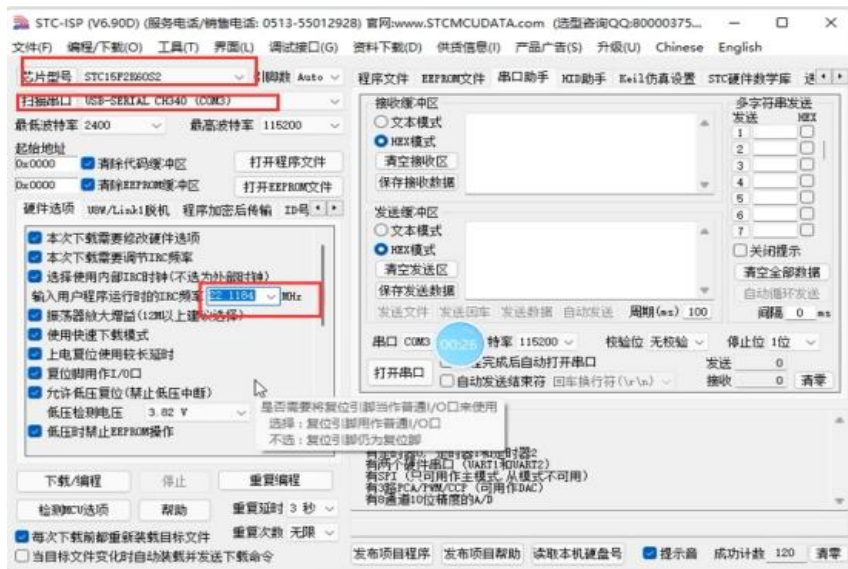 STC-ISP (V6.90D) (服务电话/销售电话: 0513-55012928) 官网:www.STCMCUDATA.com (选型咨询QQ:80000375...
文件(F) 编程/下载(O) 工具(T) 界面(L) 调试接口(G) 资料下载(D) 供货信息(I) 产品广告(S) 升级(U) Chinese English
芯片型号 STC15F2K60S2 引脚数 Auto
扫描串口 USB-SERIAL CH340 (COM3)
最低波特率 2400 最高波特率 115200
起始地址
0x0000 清除代码缓冲区 打开程序文件
0x0000 清除EEPROM缓冲区 打开EEPROM文件
硬件选项 U8W/Link1脱机 程序加密后传输 ID号
本次下载需要修改硬件选项
本次下载需要调节IRC频率
选择使用内部IRC时钟(不选为外部时钟)
输入用户程序运行时的IRC频率 22.1184 MHz
振荡器放大增益(12M以上建议选择)
使用快速下载模式
上电复位使用较长延时
复位脚用作I/O口
允许低压复位(禁止低压中断)
低压检测电压 3.82 V
低压时禁止EEPROM操作
下载/编程 停止 重复编程
检测MCU选项 帮助 重复延时 3 秒
每次下载前都重新装载目标文件 重复次数 无限
当目标文件变化时自动装载并发送下载命令
程序文件 EEPROM文件 串口助手 HID助手 Keil仿真设置 STC硬件数学库 选
接收缓冲区
文本模式
HEX模式
清空接收区
保存接收数据
多字符串发送
发送 HEX
1
2
3
4
5
6
7
关闭提示
清空全部数据
自动循环发送
间隔 0 ms
发送缓冲区
文本模式
HEX模式
清空发送区
保存发送数据
发送文件 发送回车 发送数据 自动发送 周期(ms) 100
串口 COM3 特率 115200 校验位 无校验 停止位 1位
00:26
打开串口 程完成后自动打开串口
自动发送结束符 回车换行符(\r\n)
发送 0
接收 0 清零
是否需要将复位引脚当作普通I/O口来使用
选择：复位引脚用作普通I/O口
不选：复位引脚仍为复位脚
有定时器0, 定时器1和定时器2
有两个硬件串口 (UART1和UART2)
有SPI (只可用作主模式,从模式不可用)
有3路PCA/PWM/CCP (可用作DAC)
有8通道10位精度的A/D
发布项目程序 发布项目帮助 读取本机硬盘号 提示音 成功计数 120 清零